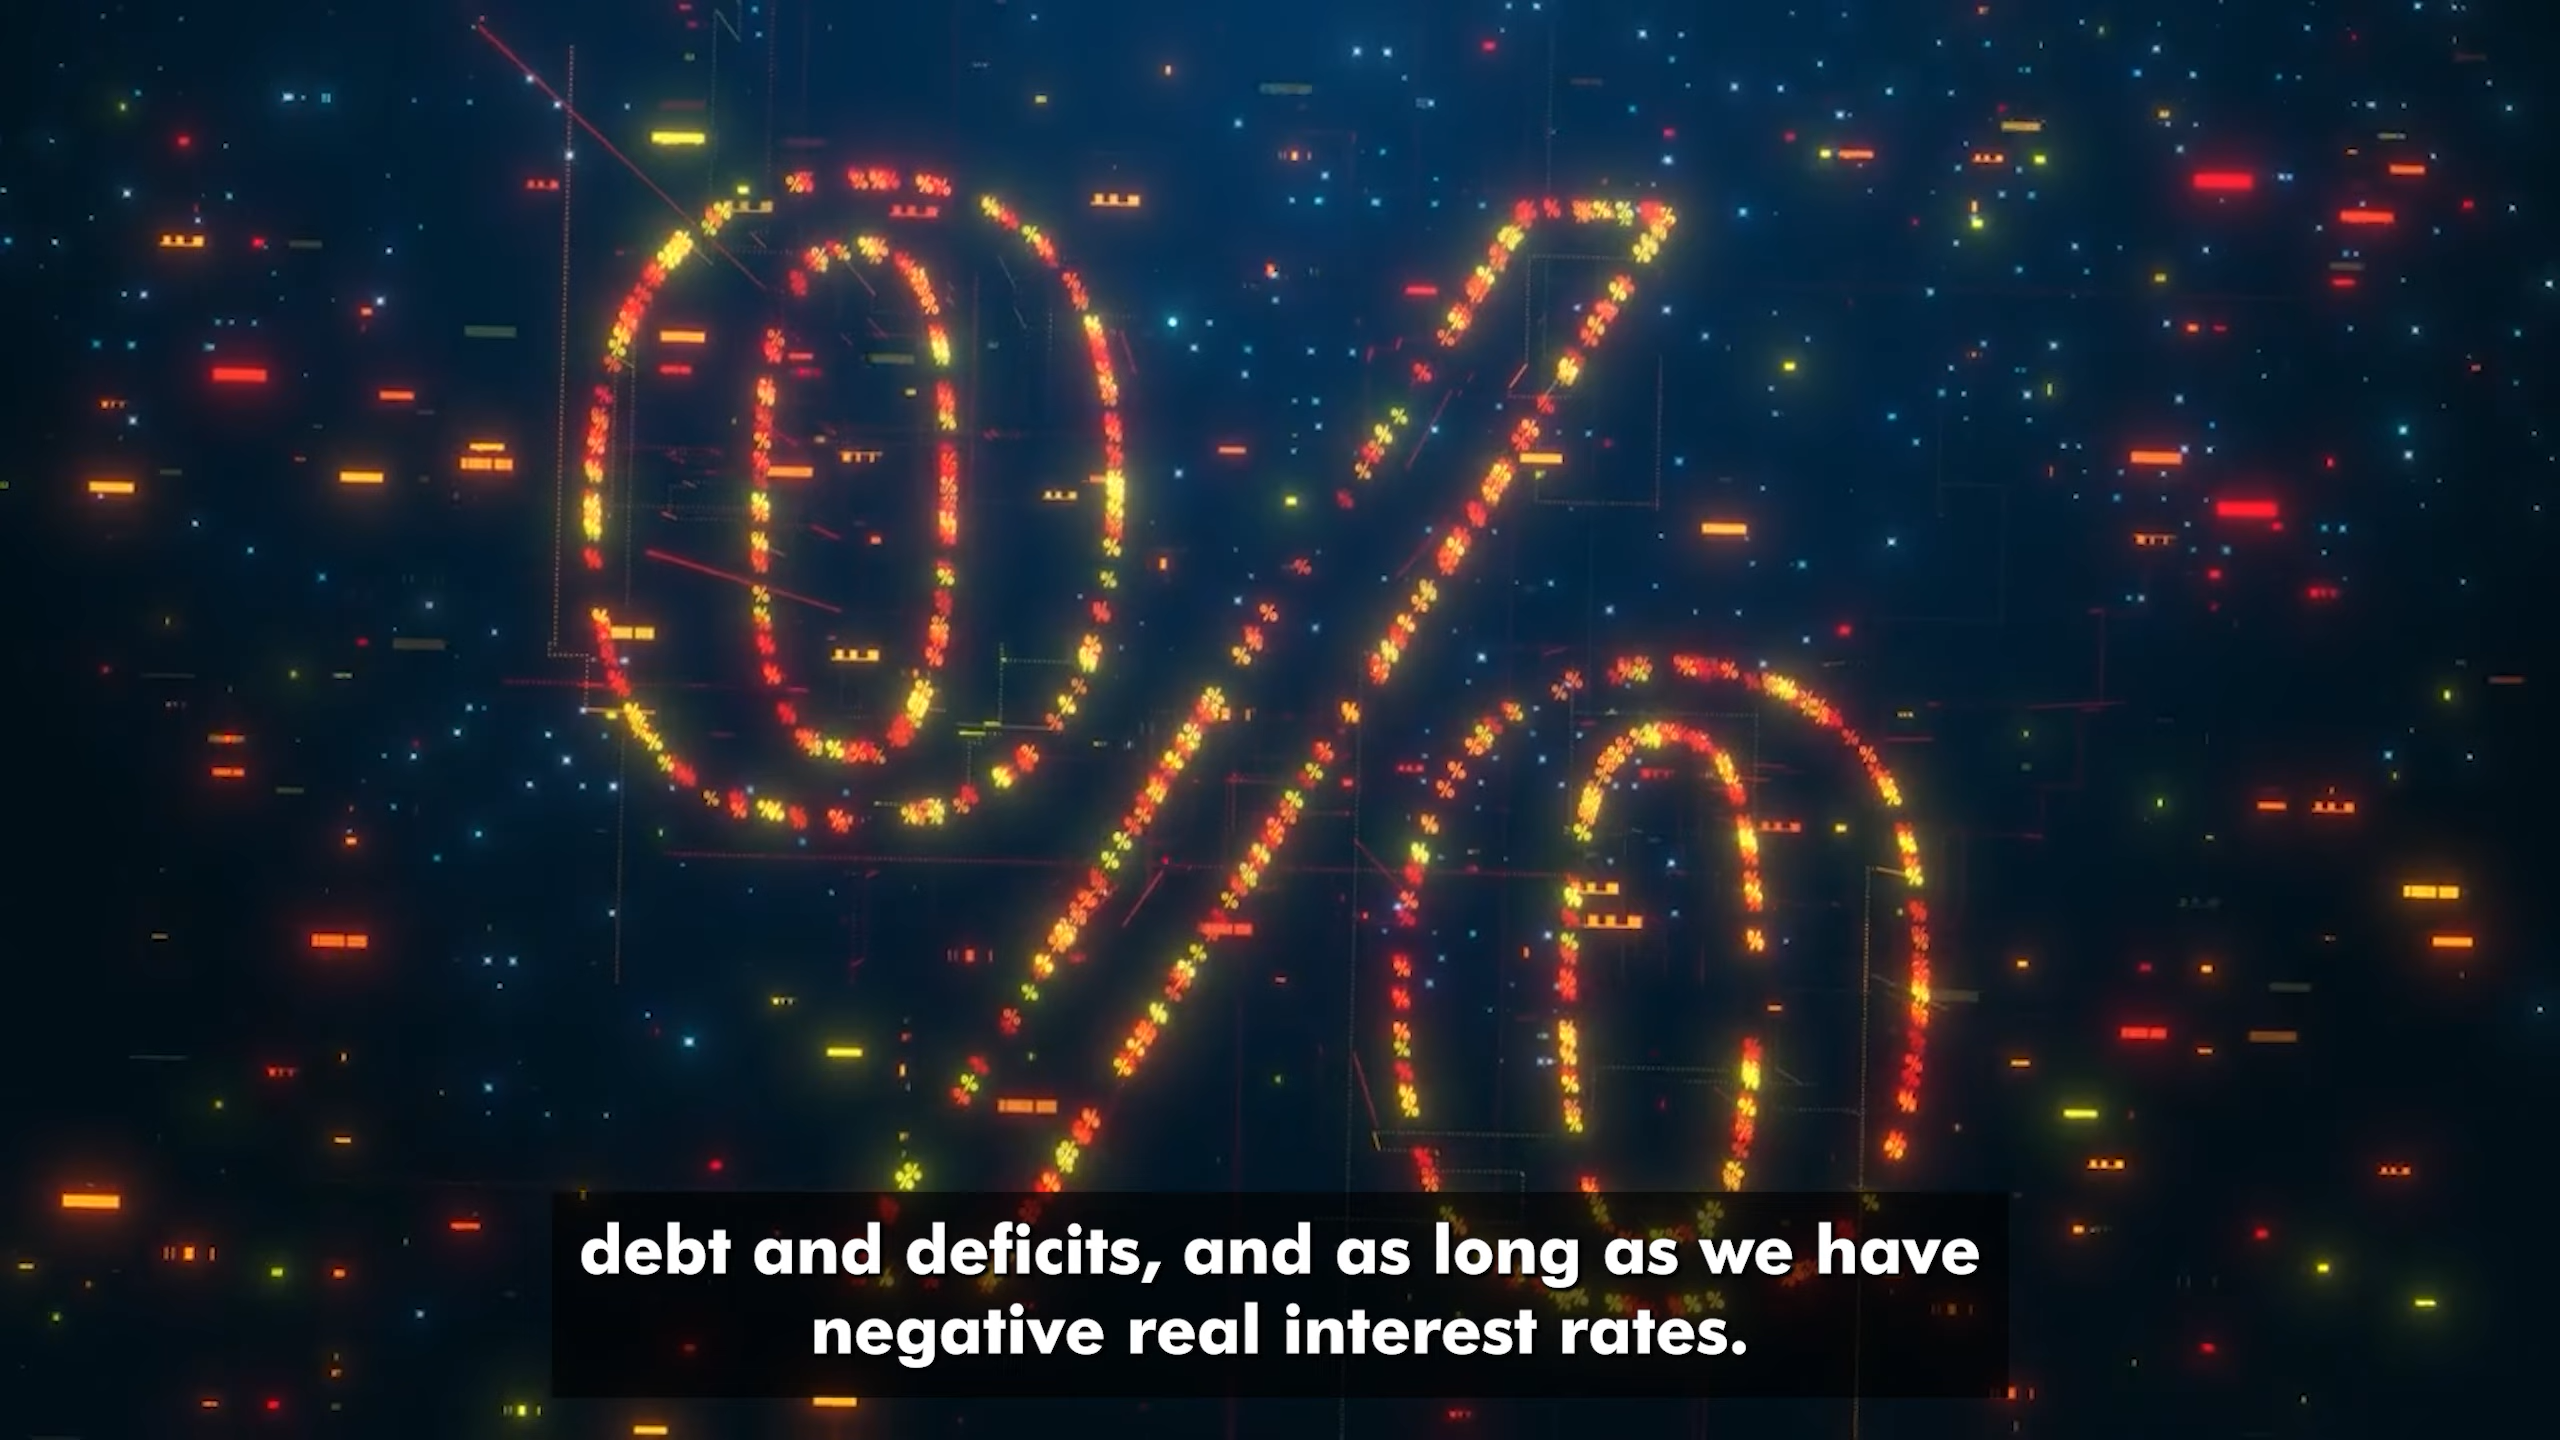 %
debt and deficits, and as long as we have
negative real interest rates.